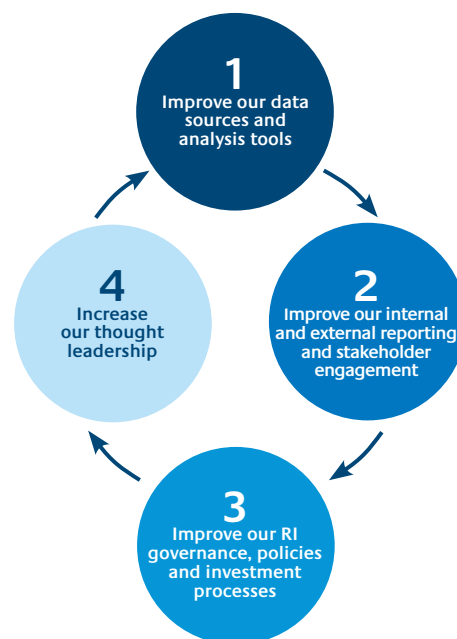 1
Improve our data
sources and
analysis tools
2
Improve our internal
and external reporting
and stakeholder
engagement
3
Improve our RI
governance, policies
and investment
processes
4
Increase
our thought
leadership